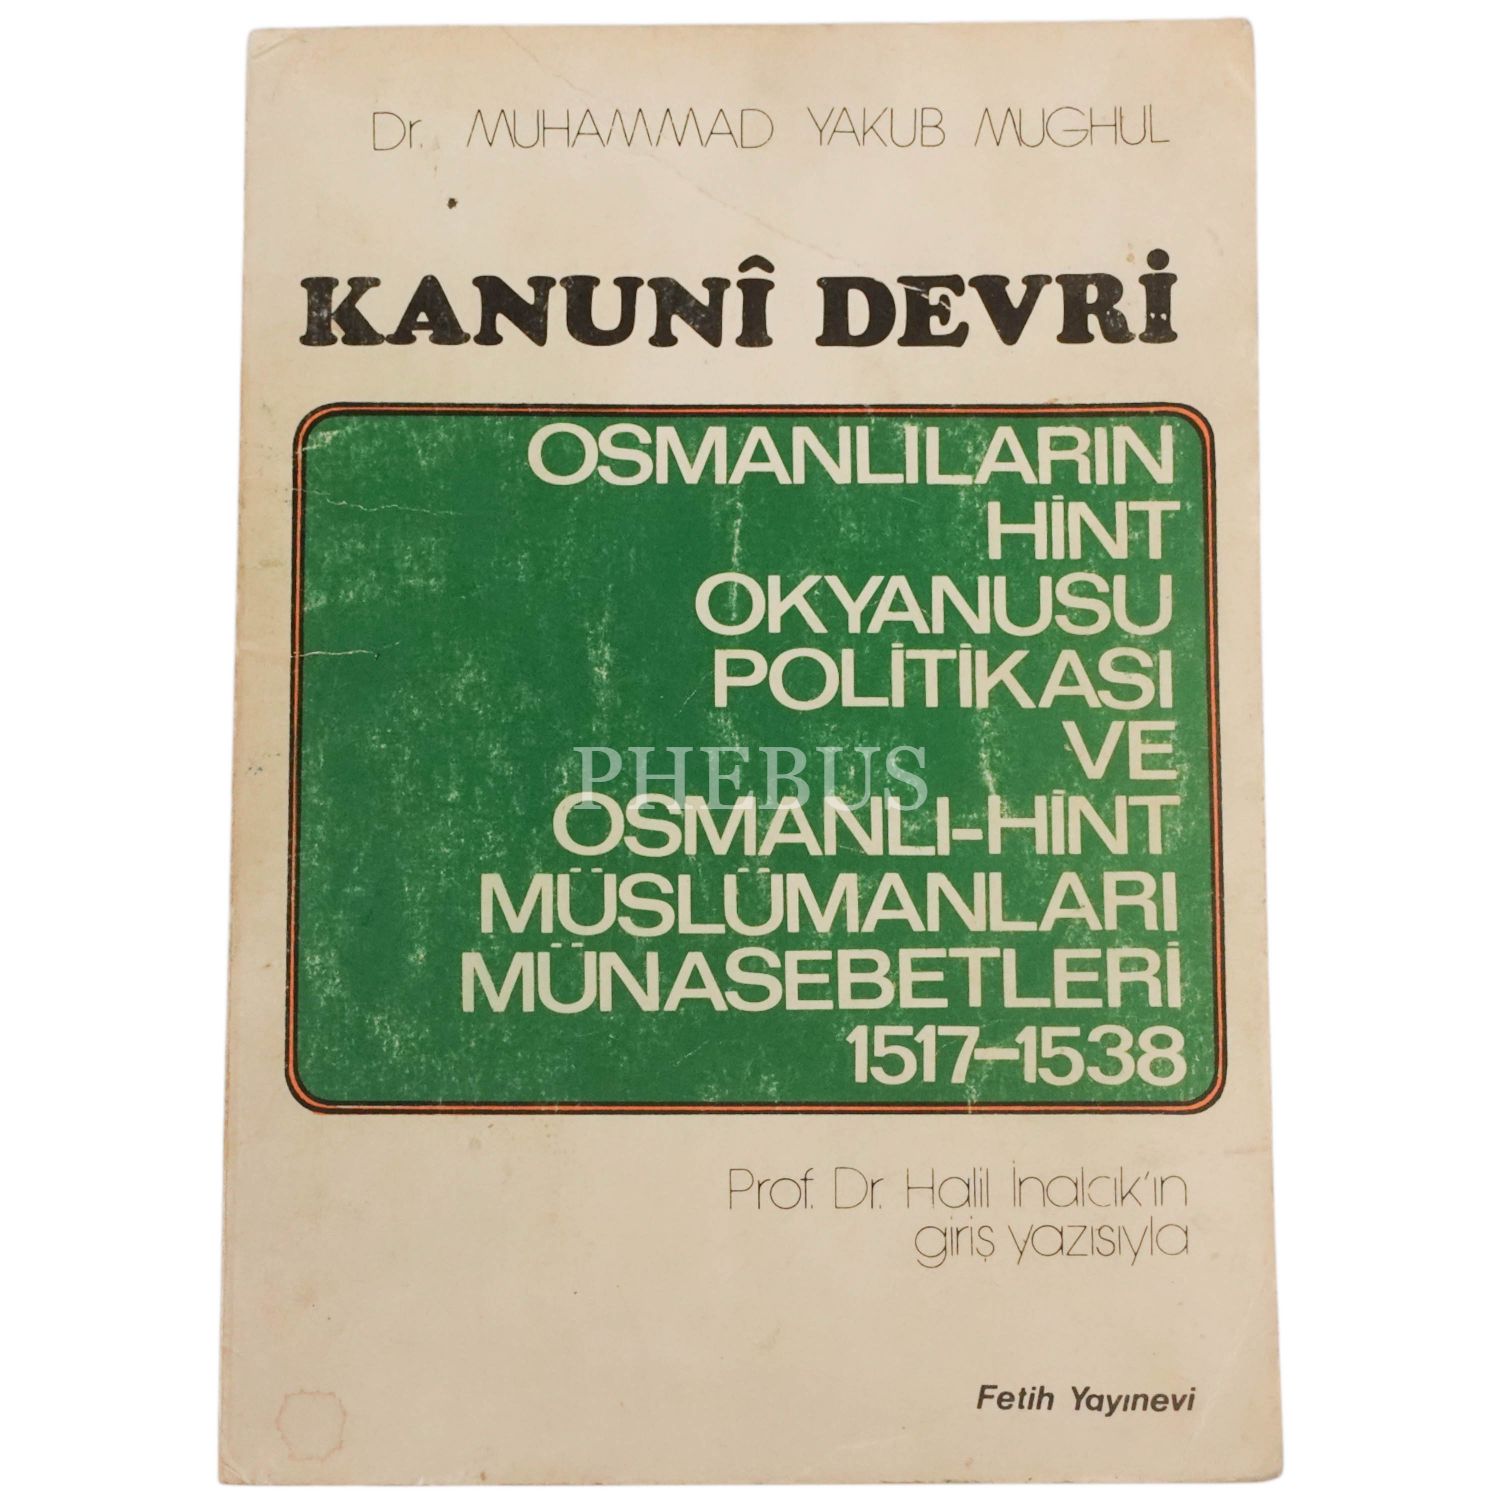 Dr. MUHAMMAD YAKUB MUGHUL
KANUNÎ DEVRİ
OSMANLILARIN
HİNT
OKYANUSU
POLİTİKASI
VE
PHEBUS
OSMANLI-HİNT
MÜSLÜMANLARI
MÜNASEBETLERİ
1517-1538
Prof. Dr. Halil İnalcık'ın
giriş yazısıyla
Fetih Yayınevi